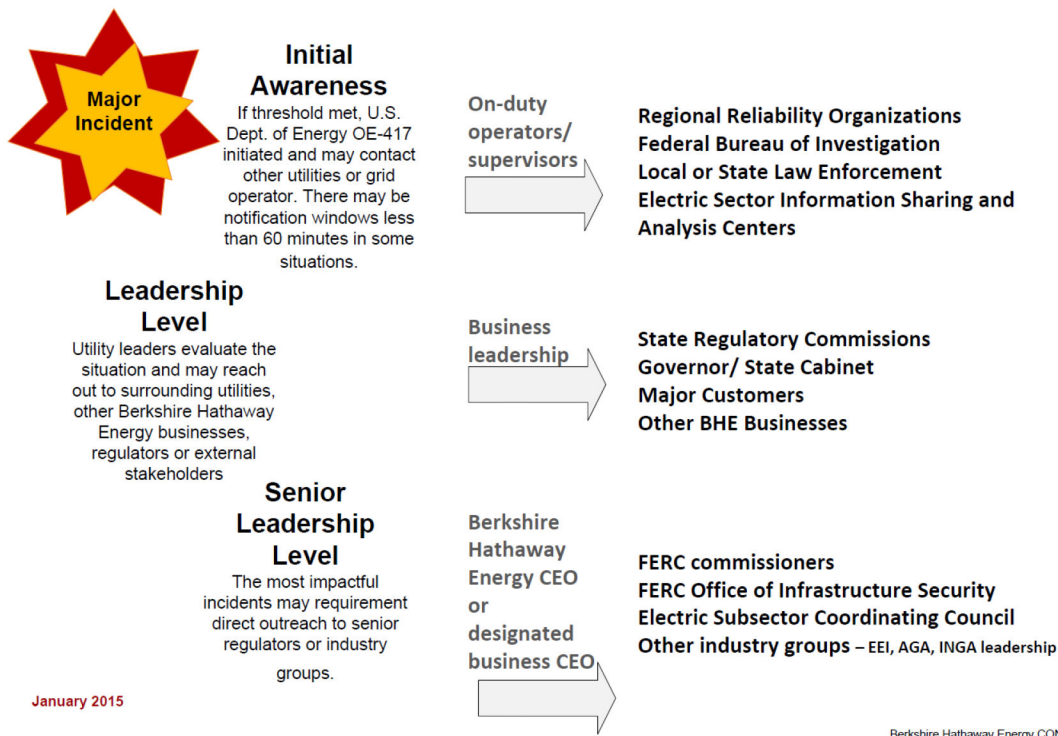 Major
Incident
Initial
Awareness
If threshold met, U.S.
Dept. of Energy OE-417
initiated and may contact
other utilities or grid
operator. There may be
notification windows less
than 60 minutes in some
situations.
On-duty
operators/
supervisors
Regional Reliability Organizations
Federal Bureau of Investigation
Local or State Law Enforcement
Electric Sector Information Sharing and
Analysis Centers
Leadership
Level
Utility leaders evaluate the
situation and may reach
out to surrounding utilities,
other Berkshire Hathaway
Energy businesses,
regulators or external
stakeholders
Business
leadership
State Regulatory Commissions
Governor/ State Cabinet
Major Customers
Other BHE Businesses
Senior
Leadership
Level
The most impactful
incidents may requirement
direct outreach to senior
regulators or industry
groups.
Berkshire
Hathaway
Energy CEO
or
designated
business CEO
FERC commissioners
FERC Office of Infrastructure Security
Electric Subsector Coordinating Council
Other industry groups – EEI, AGA, INGA leadership
January 2015
Berkshire Hathaway Energy CON